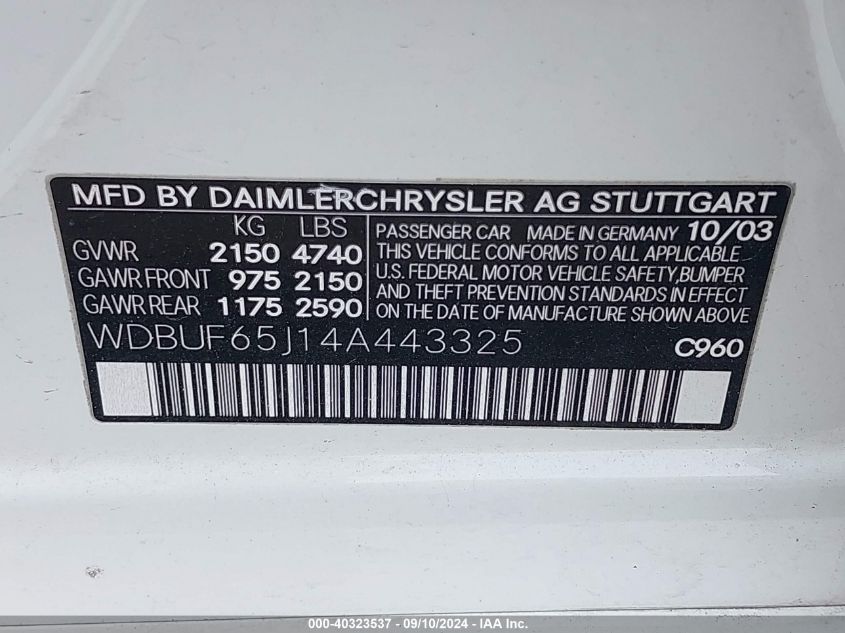 MFD BY DAIMLERCHRYSLER AG STUTTGART
KG LBS
GVWR 2150 4740
GAWR FRONT 975 2150
GAWR REAR 1175 2590
PASSENGER CAR MADE IN GERMANY 10/03
THIS VEHICLE CONFORMS TO ALL APPLICABLE
U.S. FEDERAL MOTOR VEHICLE SAFETY,BUMPER
AND THEFT PREVENTION STANDARDS IN EFFECT
ON THE DATE OF MANUFACTURE SHOWN ABOVE
WDBUF65J14A443325 C960
000-40323537 - 09/10/2024 - IAA Inc.